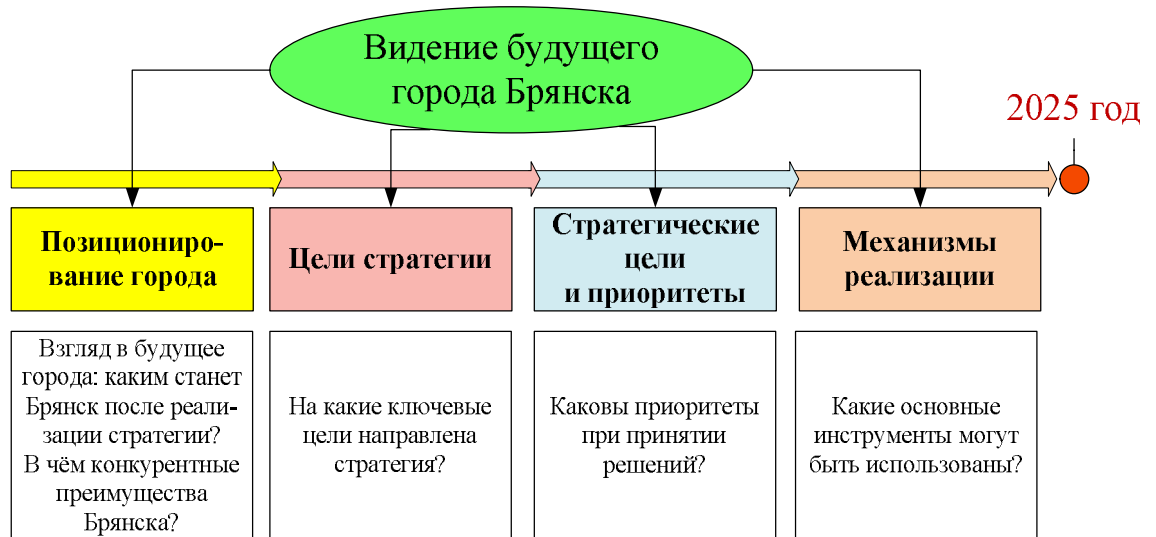 Видение будущего
города Брянска
2025 год
Позициониро-
вание города
Цели стратегии
Стратегические
цели
и приоритеты
Механизмы
реализации
Взгляд в будущее
города: каким станет
Брянск после реали-
зации стратегии?
В чём конкурентные
преимущества
Брянска?
На какие ключевые
цели направлена
стратегия?
Каковы приоритеты
при принятии
решений?
Какие основные
инструменты могут
быть использованы?